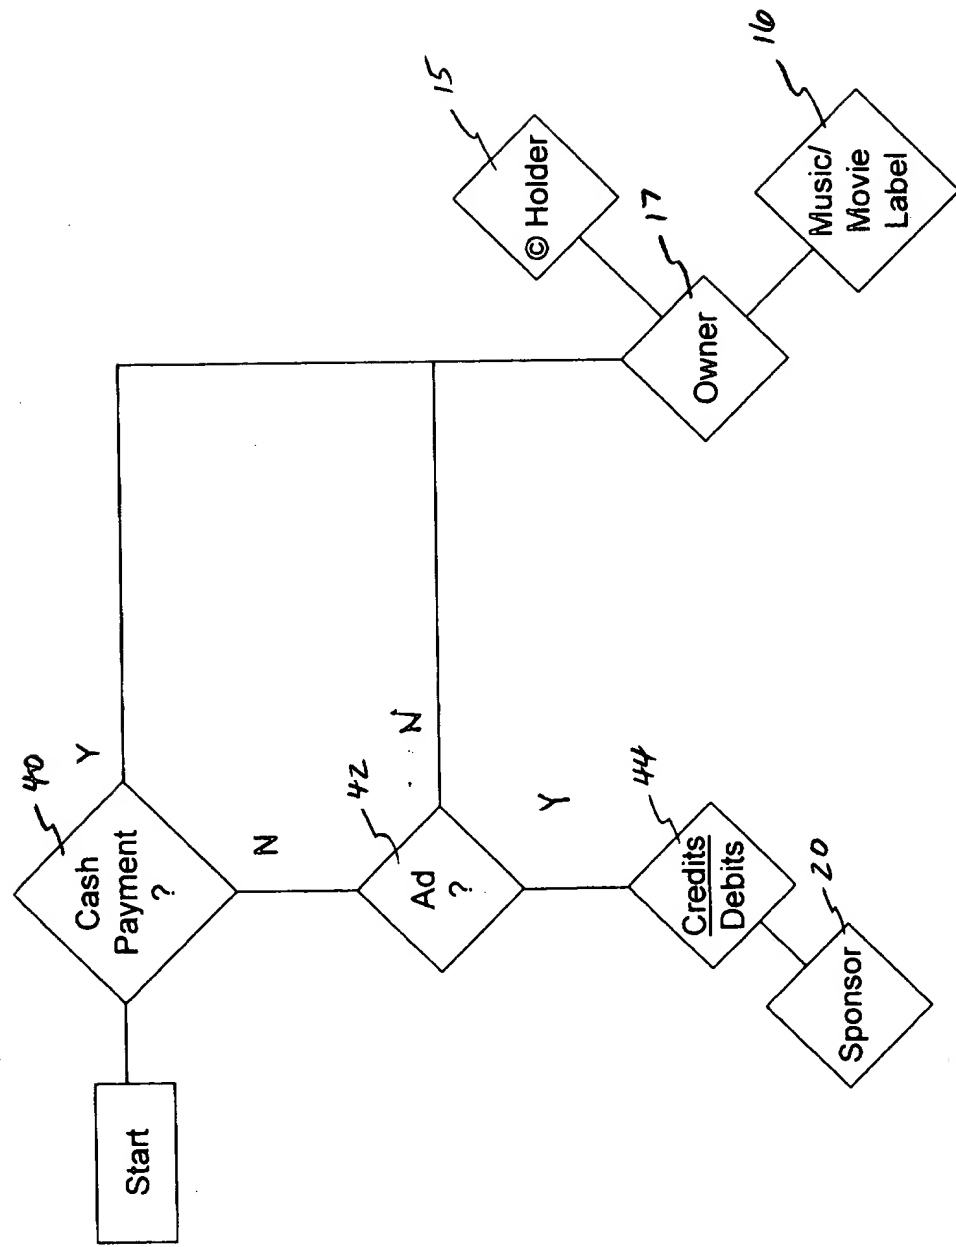 Start
Cash
Payment
?
40
Y
N
Ad
?
42
N
Y
Credits
Debits
44
Sponsor
20
Owner
17
© Holder
15
Music/
Movie
Label
16